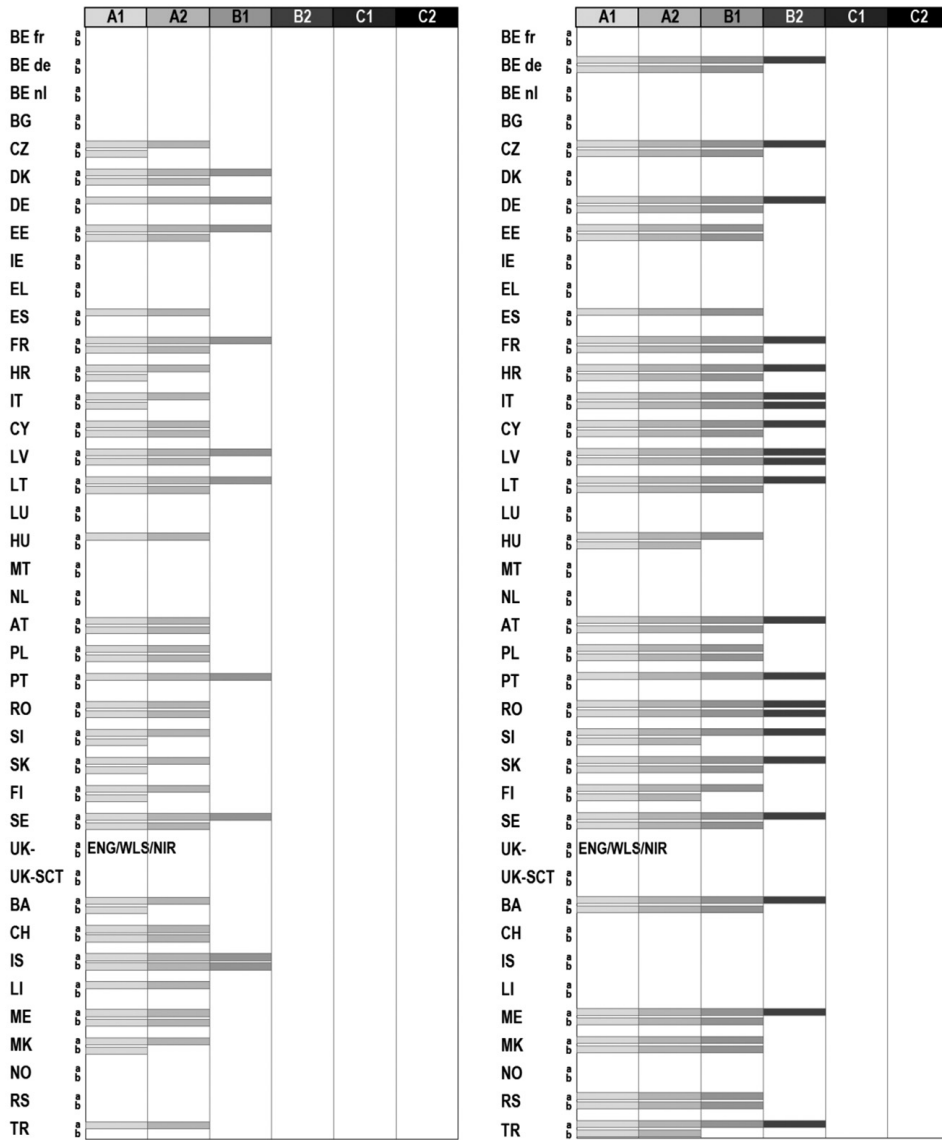 A1 A2 B1 B2 C1 C2
BE fr a b
BE de a b
BE nl a b
BG a b
CZ a b
DK a b
DE a b
EE a b
IE a b
EL a b
ES a b
FR a b
HR a b
IT a b
CY a b
LV a b
LT a b
LU a b
HU a b
MT a b
NL a b
AT a b
PL a b
PT a b
RO a b
SI a b
SK a b
FI a b
SE a b
UK- a b ENG/WLS/NIR
UK-SCT a b
BA a b
CH a b
IS a b
LI a b
ME a b
MK a b
NO a b
RS a b
TR a b
A1 A2 B1 B2 C1 C2
BE fr a b
BE de a b
BE nl a b
BG a b
CZ a b
DK a b
DE a b
EE a b
IE a b
EL a b
ES a b
FR a b
HR a b
IT a b
CY a b
LV a b
LT a b
LU a b
HU a b
MT a b
NL a b
AT a b
PL a b
PT a b
RO a b
SI a b
SK a b
FI a b
SE a b
UK- a b ENG/WLS/NIR
UK-SCT a b
BA a b
CH a b
IS a b
LI a b
ME a b
MK a b
NO a b
RS a b
TR a b